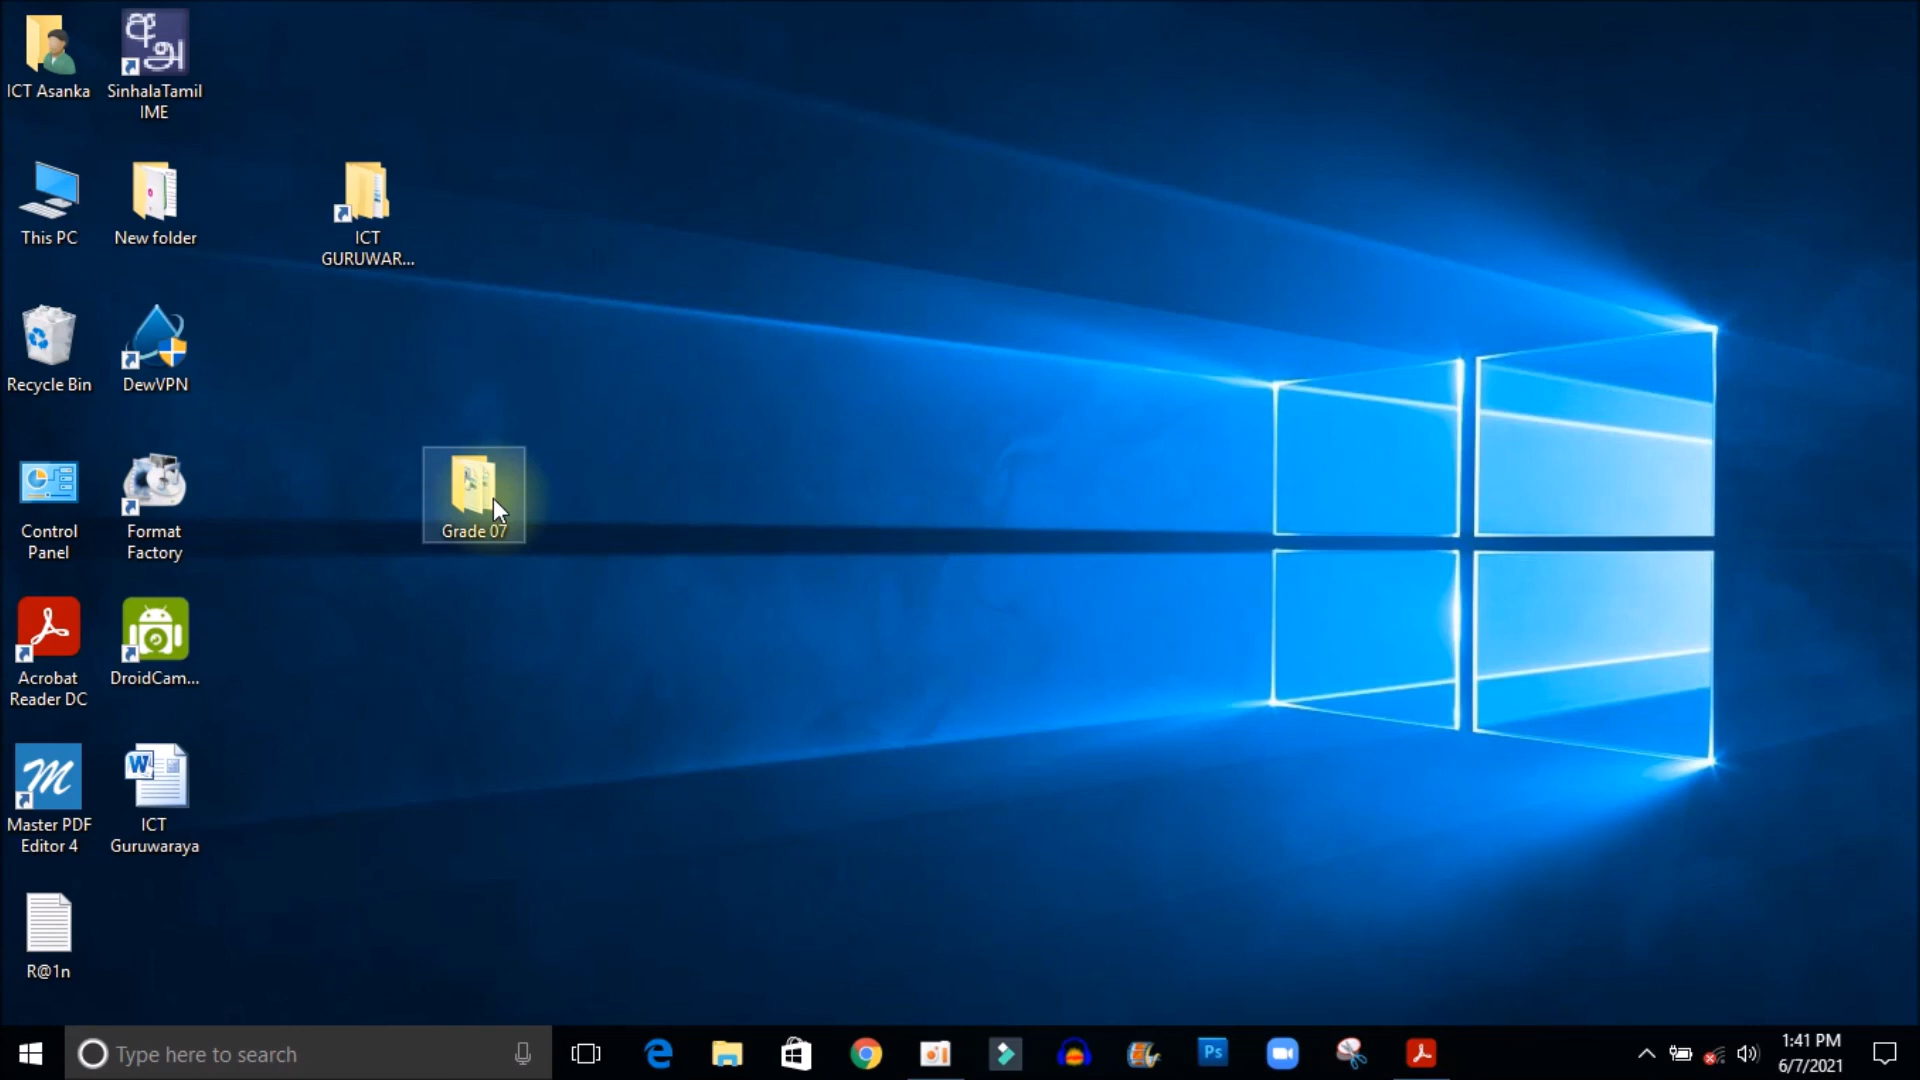 ICT Asanka
SinhalaTamil
IME
අ
அ
This PC
New folder
ICT
GURUWAR...
Recycle Bin
DewVPN
Control
Panel
Format
Factory
Grade 07
Acrobat
Reader DC
DroidCam...
M
Master PDF
Editor 4
W
ICT
Guruwaraya
R@1n
Type here to search
Ps
1:41 PM
6/7/2021